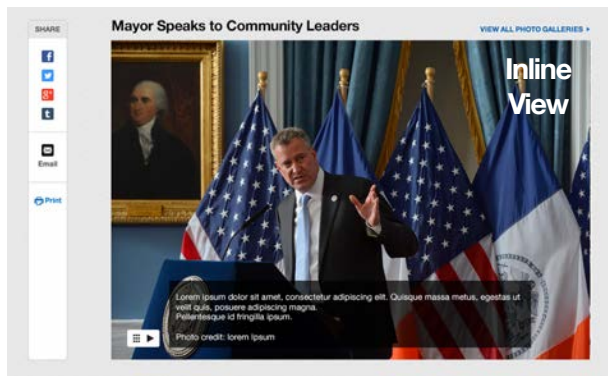 SHARE
Mayor Speaks to Community Leaders
VIEW ALL PHOTO GALLERIES
Inline
View
f
g+
t
Email
Print
Lorem ipsum dolor sit amet, consectetur adipiscing elit. Quisque massa metus, egestas ut
velit quis, posuere adipiscing magna.
Pellentesque id fringilla ipsum.
Photo credit: lorem Ipsum